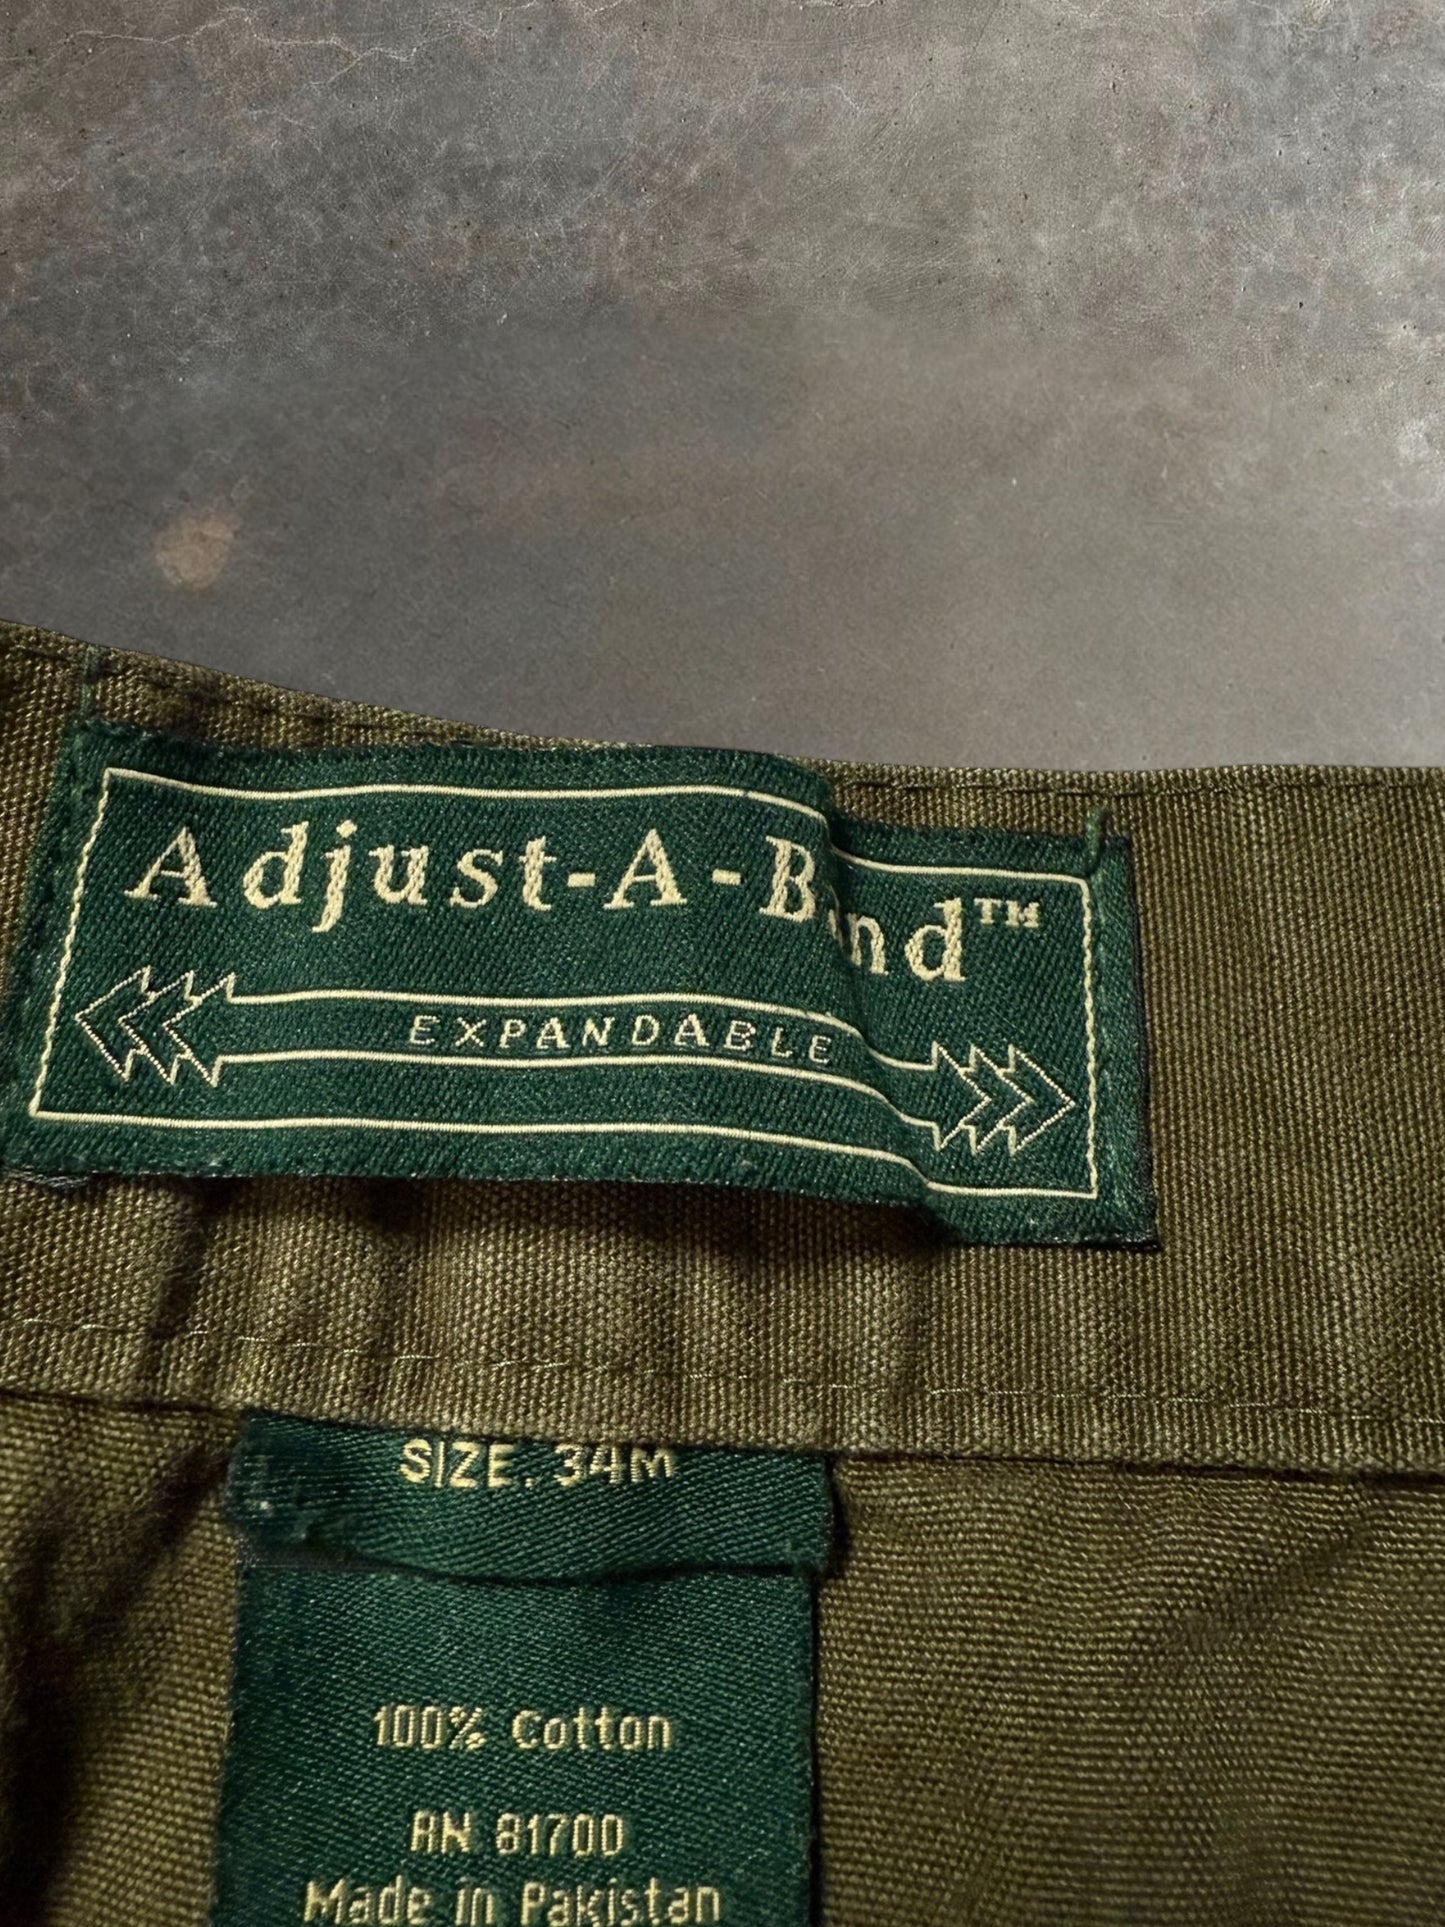 Adjust-A-Band™
EXPANDABLE
SIZE. 34M
100% Cotton
RN 81700
Made in Pakistan